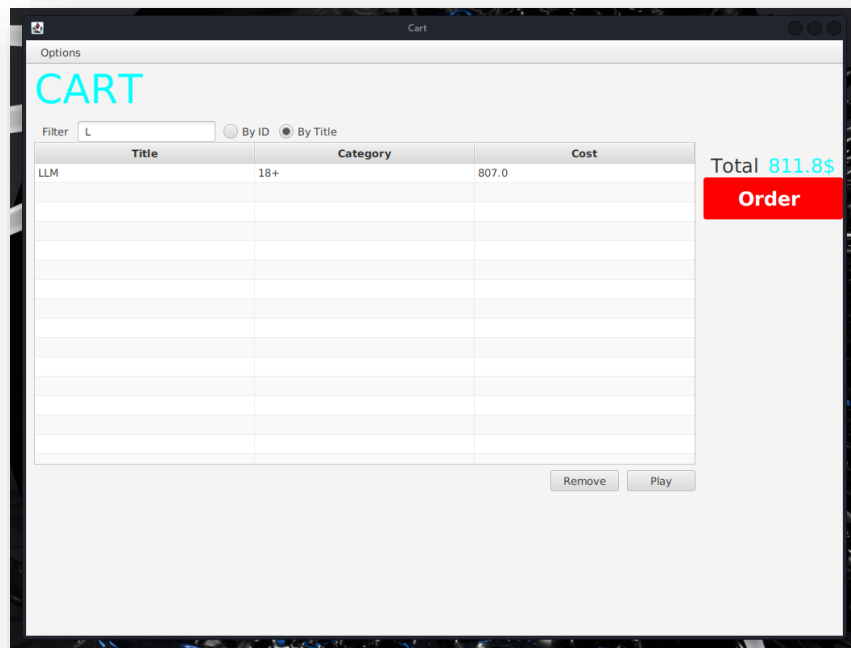 Cart
Options
CART
Filter L By ID By Title
Title Category Cost
LLM 18+ 807.0
Total 811.8$
Order
Remove Play